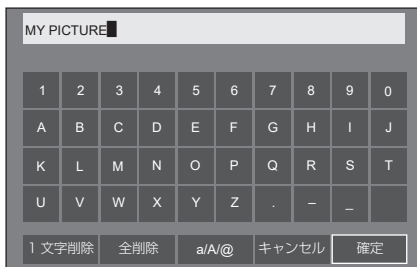 MY PICTURE
1 2 3 4 5 6 7 8 9 0
A B C D E F G H I J
K L M N O P Q R S T
U V W X Y Z . − _
1文字削除 全削除 a/A/@ キャンセル 確定